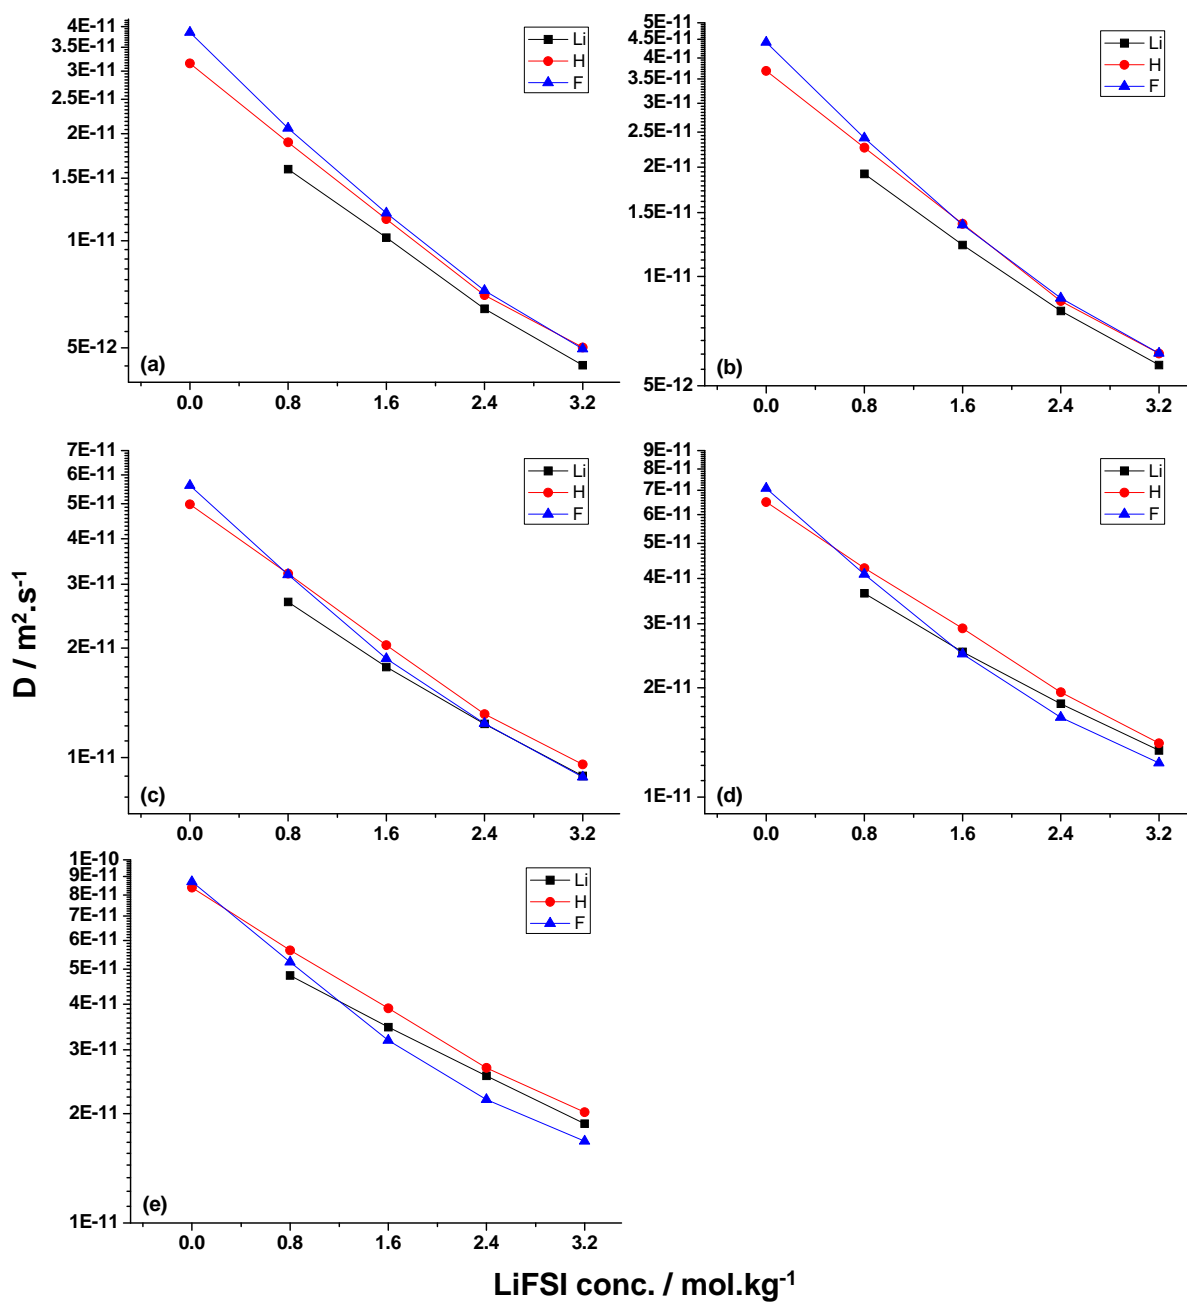 4E-11
3.5E-11
3E-11
2.5E-11
2E-11
1.5E-11
1E-11
5E-12
Li
H
F
(a)
0.0 0.8 1.6 2.4 3.2
5E-11
4.5E-11
4E-11
3.5E-11
3E-11
2.5E-11
2E-11
1.5E-11
1E-11
5E-12
Li
H
F
(b)
0.0 0.8 1.6 2.4 3.2
D / m².s⁻¹
7E-11
6E-11
5E-11
4E-11
3E-11
2E-11
1E-11
Li
H
F
(c)
0.0 0.8 1.6 2.4 3.2
9E-11
8E-11
7E-11
6E-11
5E-11
4E-11
3E-11
2E-11
1E-11
Li
H
F
(d)
0.0 0.8 1.6 2.4 3.2
1E-10
9E-11
8E-11
7E-11
6E-11
5E-11
4E-11
3E-11
2E-11
1E-11
Li
H
F
(e)
0.0 0.8 1.6 2.4 3.2
LiFSI conc. / mol.kg⁻¹